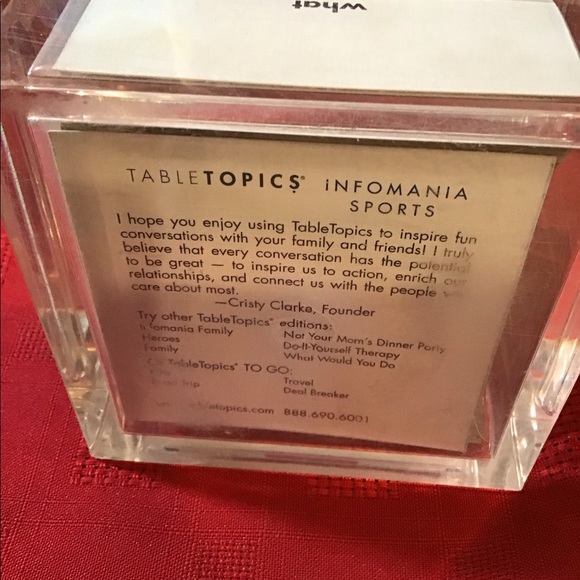 what
TABLETOPICS® iNFOMANIA
SPORTS
I hope you enjoy using TableTopics to inspire fun
conversations with your family and friends! I truly
believe that every conversation has the potential
to be great — to inspire us to action, enrich our
relationships, and connect us with the people
care about most.
—Cristy Clarke, Founder
Try other TableTopics® editions:
Infomania Family Not Your Mom's Dinner Party
Heroes Do-It-Yourself Therapy
Family What Would You Do
TableTopics® TO GO:
Travel
Trip Deal Breaker
888.690.6001